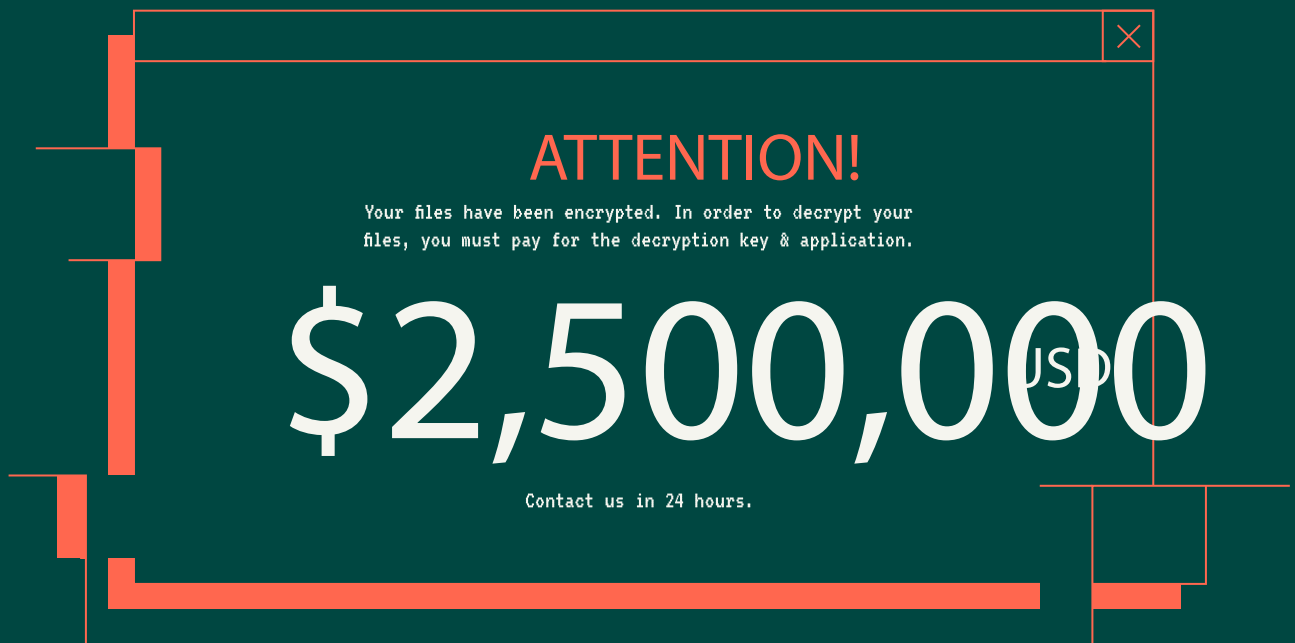 ATTENTION!
Your files have been encrypted. In order to decrypt your
files, you must pay for the decryption key & application.
$2,500,000
USD
Contact us in 24 hours.